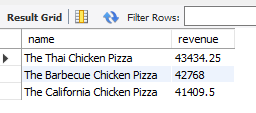 Result Grid Filter Rows:
name revenue
The Thai Chicken Pizza 43434.25
The Barbecue Chicken Pizza 42768
The California Chicken Pizza 41409.5